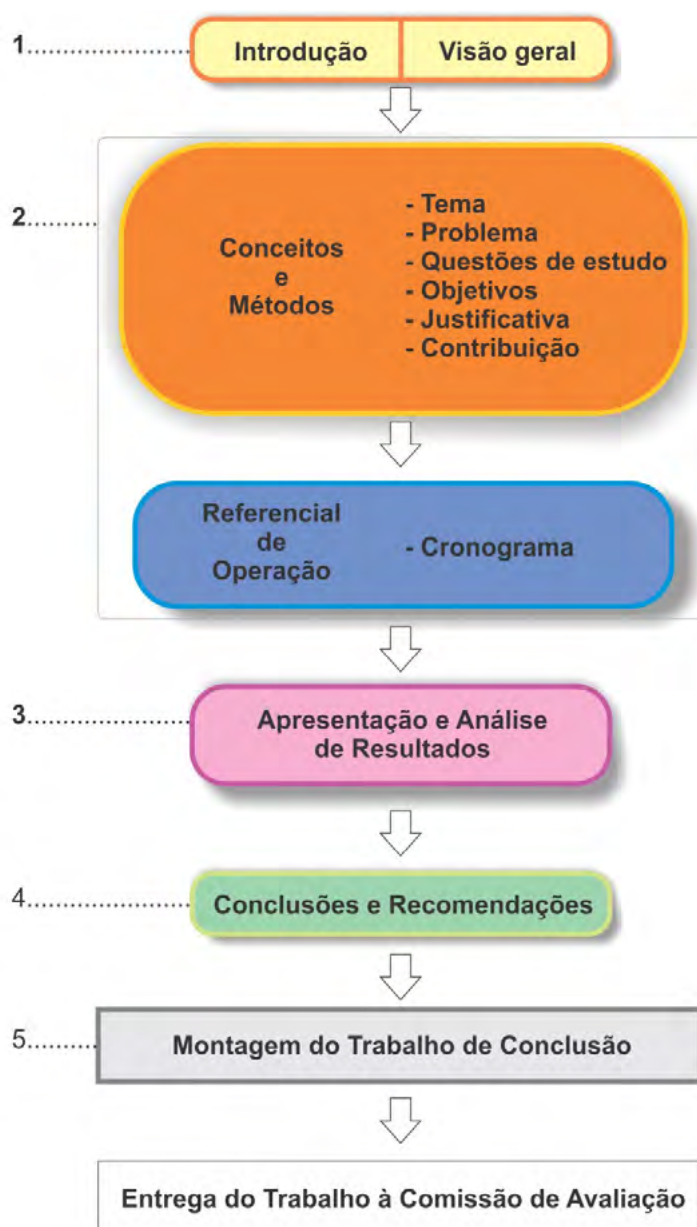 1....................
Introdução Visão geral
2....................
Conceitos
e
Métodos
- Tema
- Problema
- Questões de estudo
- Objetivos
- Justificativa
- Contribuição
Referencial
de
Operação
- Cronograma
3....................
Apresentação e Análise
de Resultados
4....................
Conclusões e Recomendações
5..........
Montagem do Trabalho de Conclusão
Entrega do Trabalho à Comissão de Avaliação